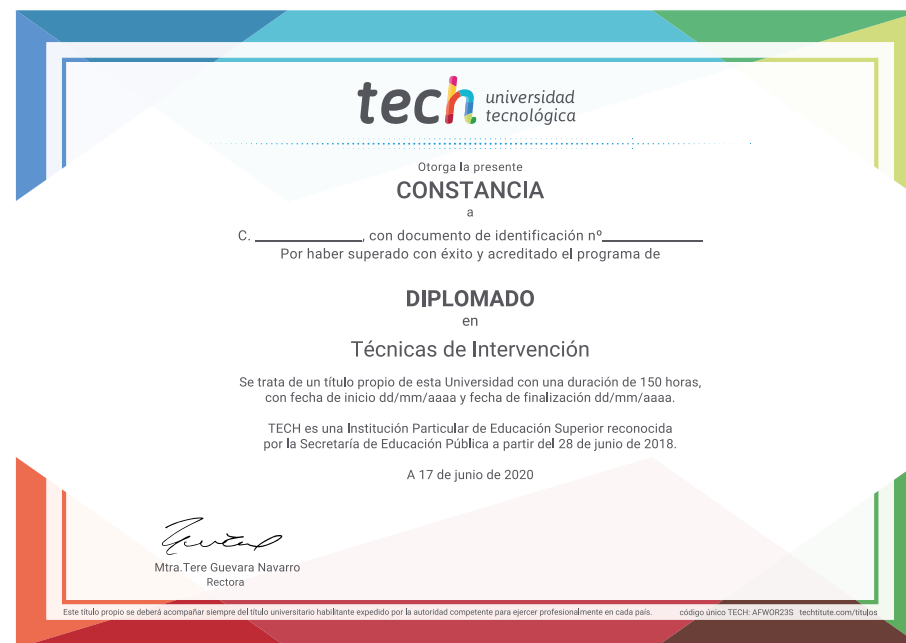 tech universidad
tecnológica
Otorga la presente
CONSTANCIA
a
C. ____________, con documento de identificación nº____________
Por haber superado con éxito y acreditado el programa de
DIPLOMADO
en
Técnicas de Intervención
Se trata de un título propio de esta Universidad con una duración de 150 horas,
con fecha de inicio dd/mm/aaaa y fecha de finalización dd/mm/aaaa.
TECH es una Institución Particular de Educación Superior reconocida
por la Secretaría de Educación Pública a partir del 28 de junio de 2018.
A 17 de junio de 2020
Mtra.Tere Guevara Navarro
Rectora
Este título propio se deberá acompañar siempre del título universitario habilitante expedido por la autoridad competente para ejercer profesionalmente en cada país. código único TECH: AFWOR23S techtitute.com/títulos